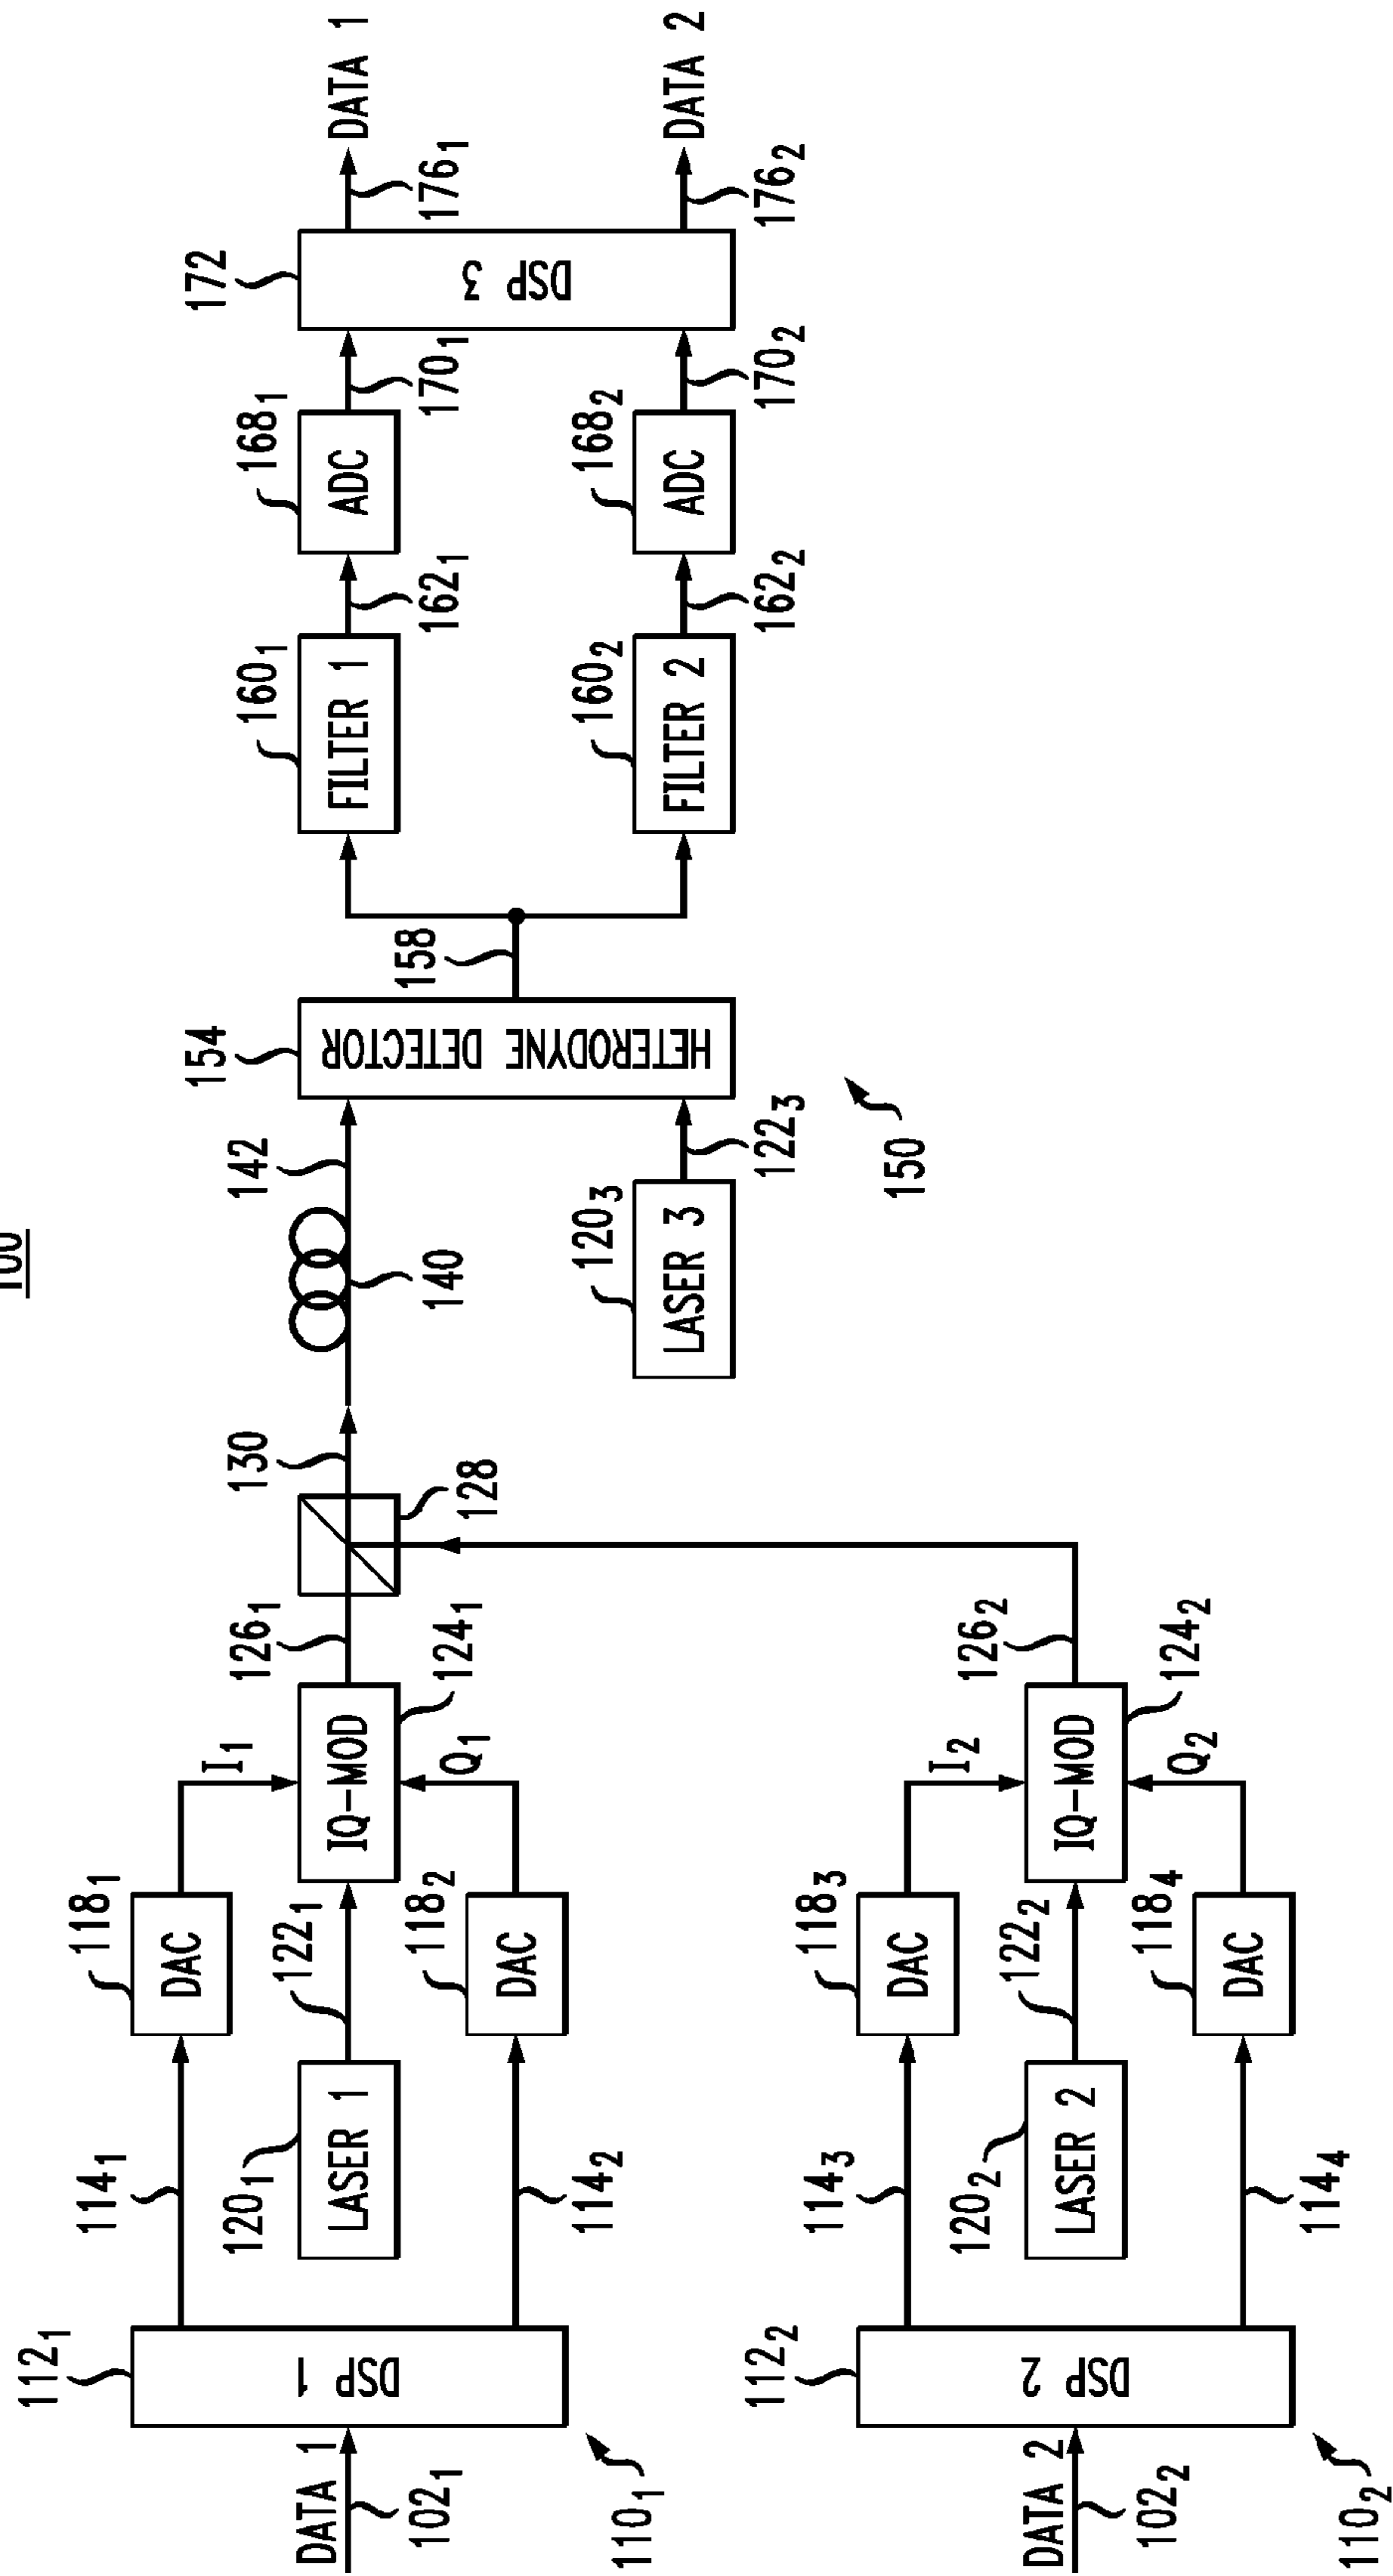 100
DATA 1
102₁
110₁
112₁
DSP 1
114₁
114₂
118₁
DAC
118₂
DAC
120₁
LASER 1
122₁
I₁
Q₁
IQ-MOD
124₁
126₁
128
130
DATA 2
102₂
110₂
112₂
DSP 2
114₃
114₄
118₃
DAC
118₄
DAC
120₂
LASER 2
122₂
I₂
Q₂
IQ-MOD
124₂
126₂
140
142
120₃
LASER 3
122₃
150
154
HETERODYNE DETECTOR
158
160₁
FILTER 1
162₁
168₁
ADC
170₁
160₂
FILTER 2
162₂
168₂
ADC
170₂
172
DSP 3
176₁
DATA 1
176₂
DATA 2